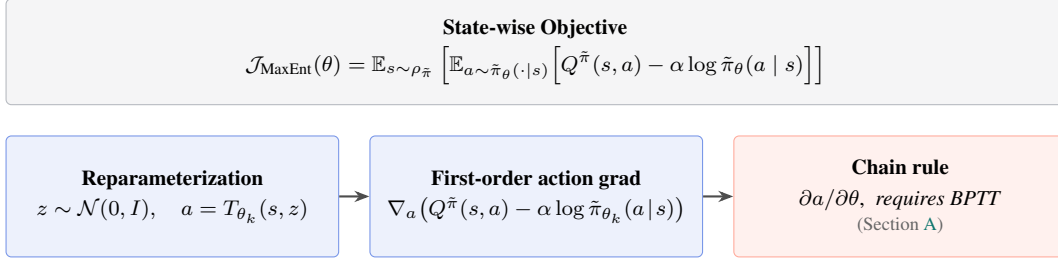 State-wise Objective
𝒥_MaxEnt(θ) = 𝔼_{s∼ρ_π̃} [𝔼_{a∼π̃_θ(·|s)}[Q^π̃(s, a) − α log π̃_θ(a | s)]]
Reparameterization
z ∼ 𝒩(0, I), a = T_{θ_k}(s, z)
First-order action grad
∇_a(Q^π̃(s, a) − α log π̃_{θ_k}(a | s))
Chain rule
∂a/∂θ, requires BPTT
(Section A)